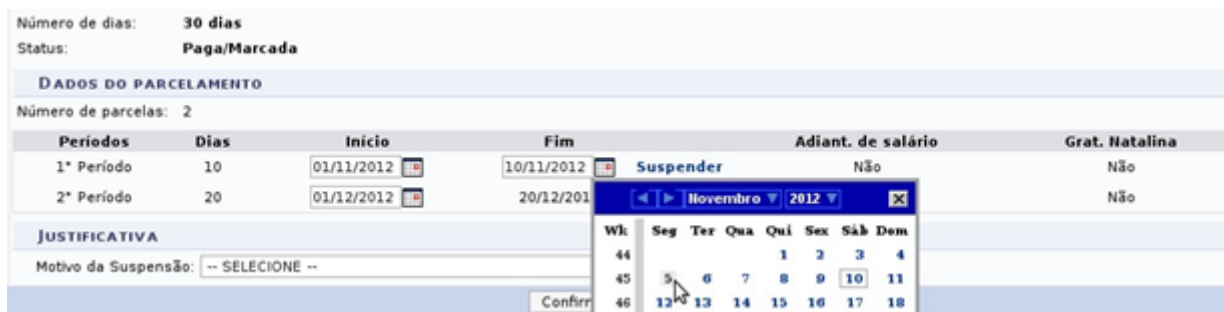 Número de dias: 30 dias
Status: Paga/Marcada
DADOS DO PARCELAMENTO
Número de parcelas: 2
Períodos Dias Início Fim Adiant. de salário Grat. Natalina
1° Período 10 01/11/2012 10/11/2012 Suspender Não Não
2° Período 20 01/12/2012 20/12/201 Não
Novembro 2012 x
Wk Seg Ter Qua Qui Sex Sáb Dom
44 1 2 3 4
45 5 6 7 8 9 10 11
46 12 13 14 15 16 17 18
JUSTIFICATIVA
Motivo da Suspensão: -- SELECIONE --
Confirr